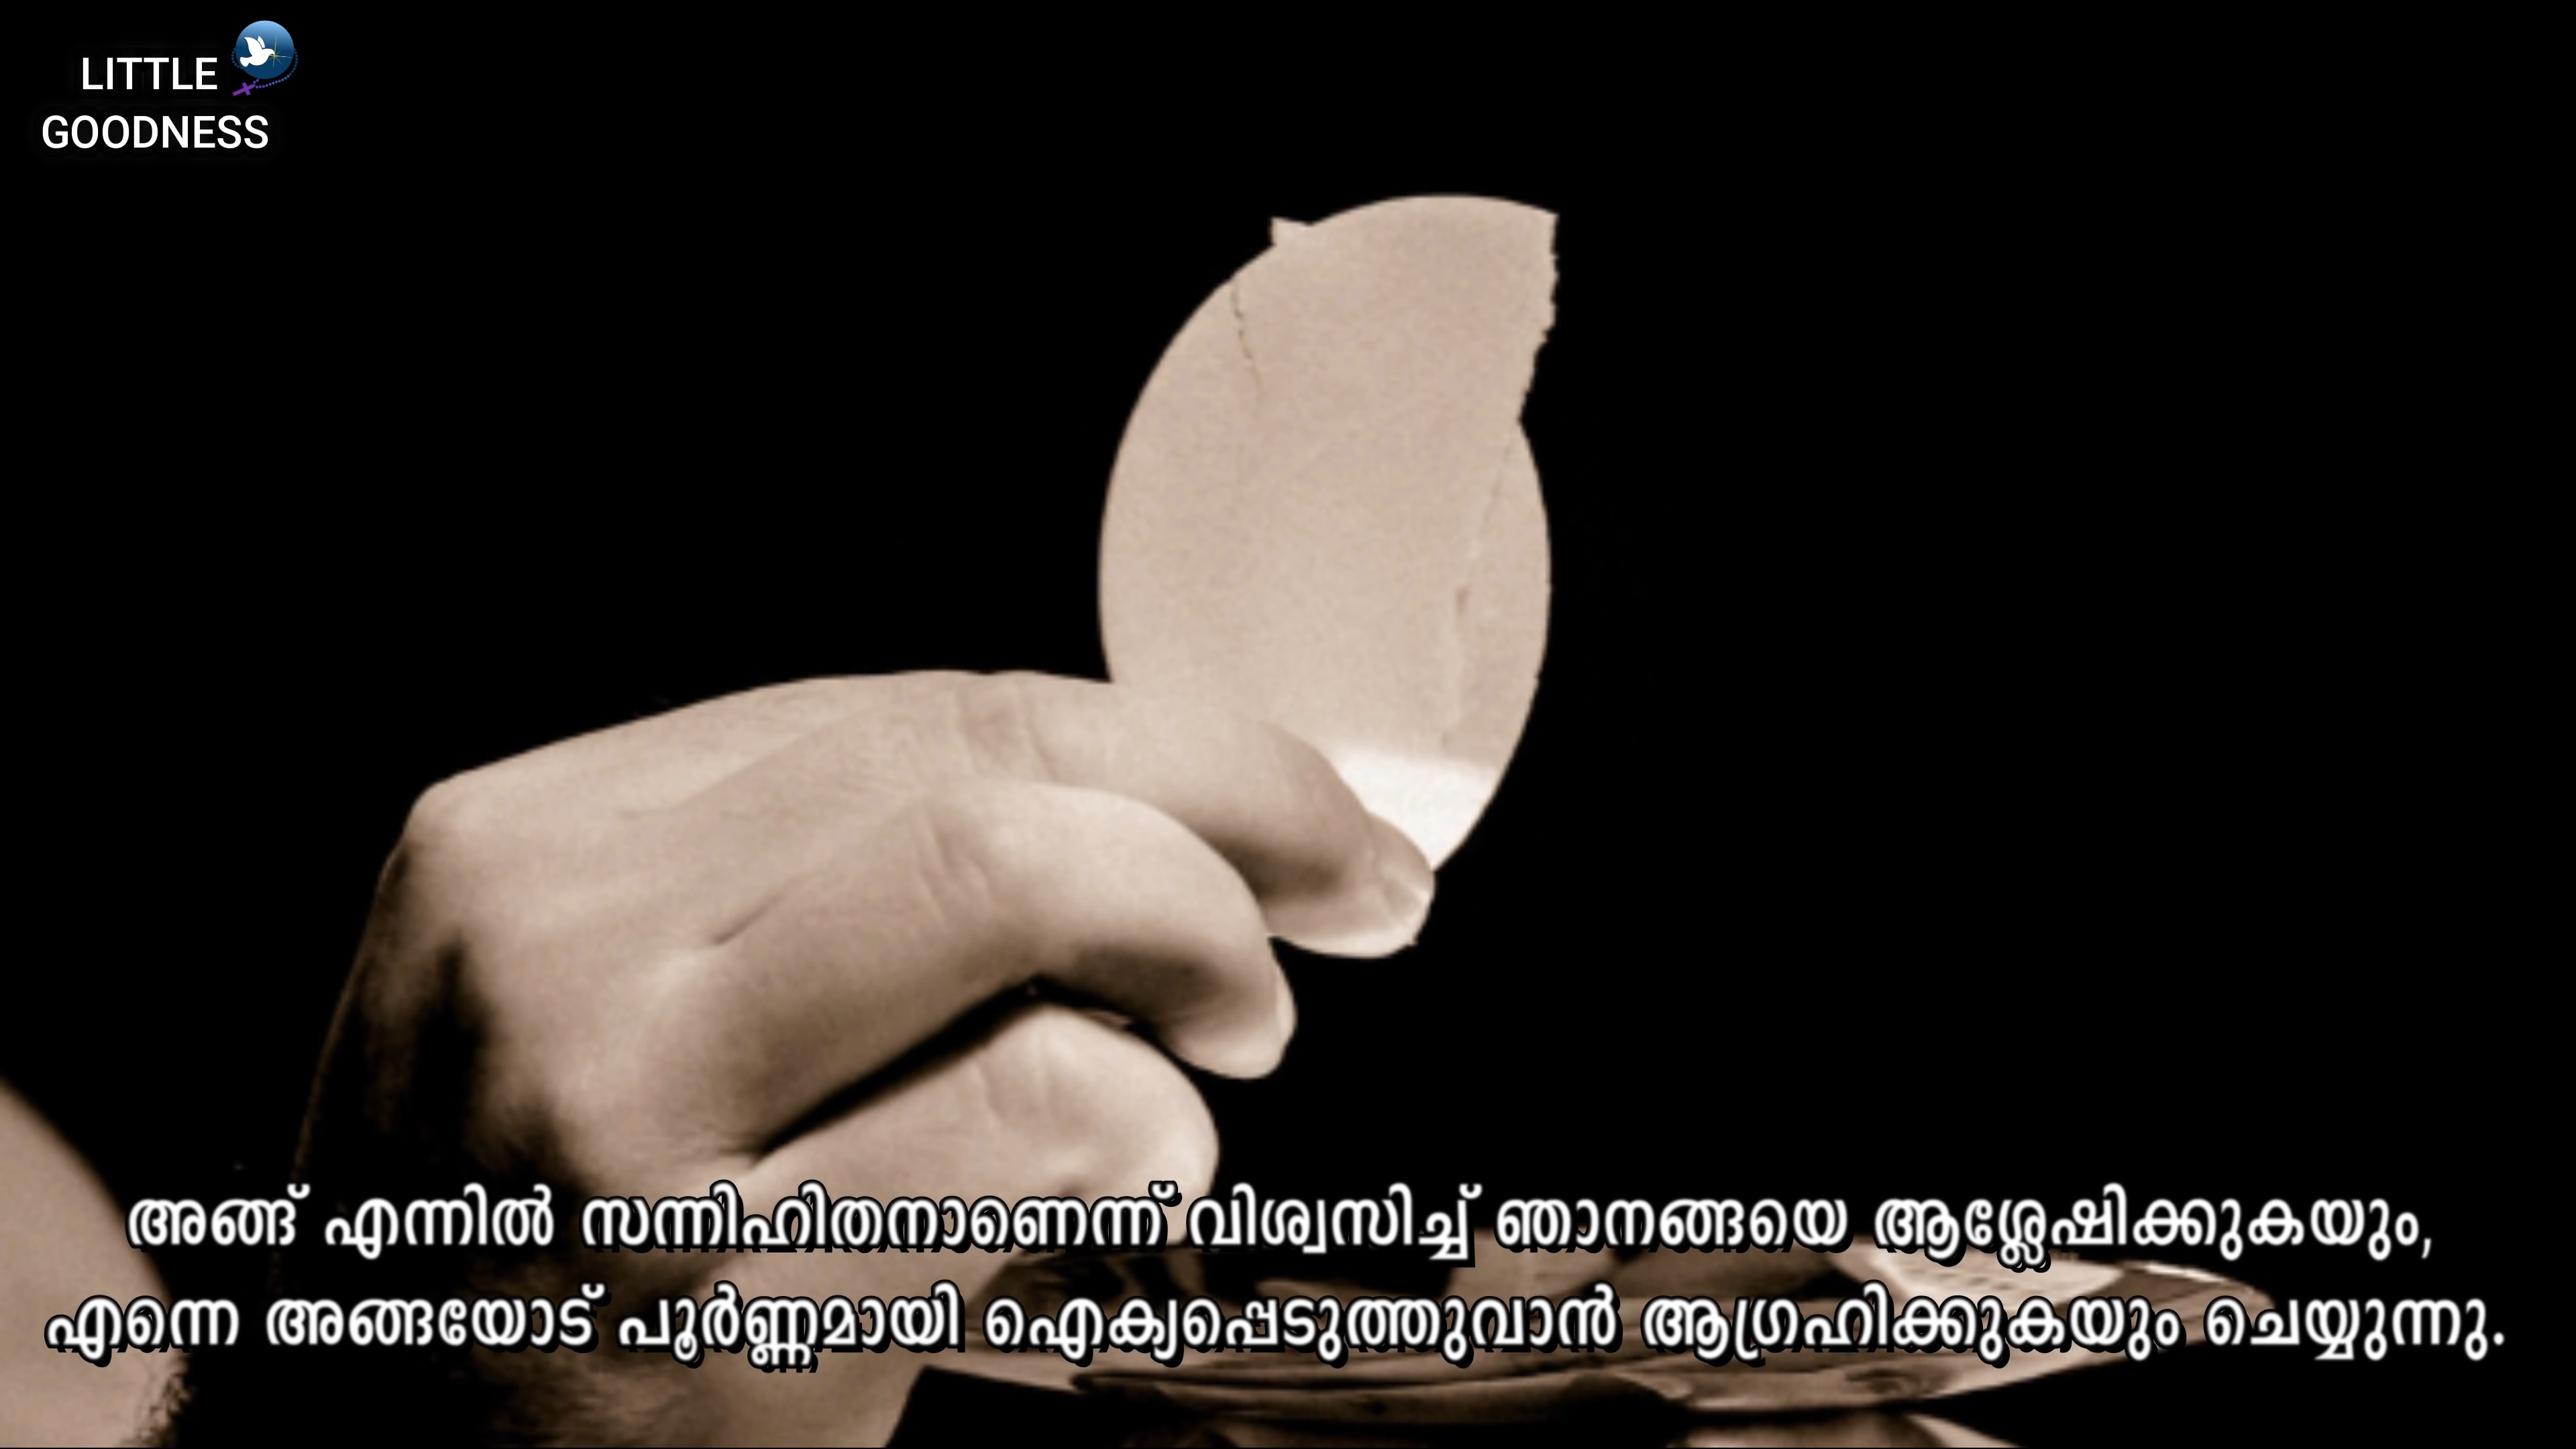 LITTLE
GOODNESS
അങ്ങ് എന്നിൽ സന്നിഹിതനാണെന്ന് വിശ്വസിച്ച് ഞാനങ്ങയെ ആശ്ലേഷിക്കുകയും,
എന്നെ അങ്ങയോട് പൂർണ്ണമായി ഐക്യപ്പെടുത്തുവാൻ ആഗ്രഹിക്കുകയും ചെയ്യുന്നു.